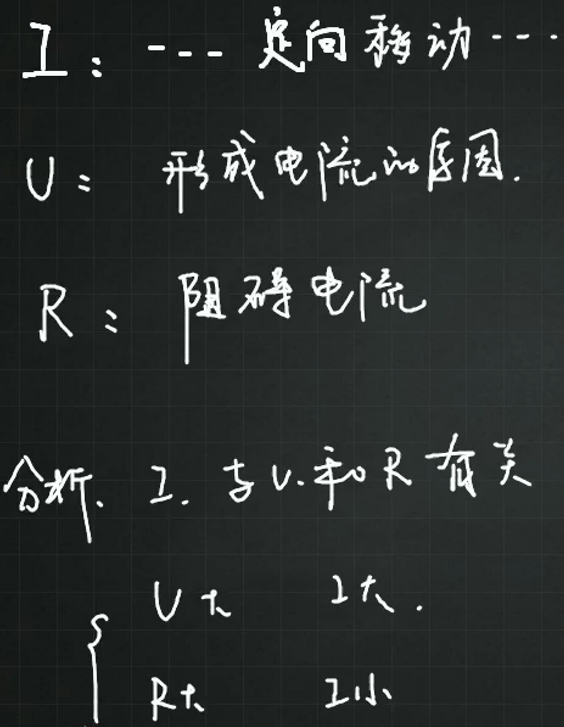 I: --- 定向移动 ---
U: 形成电流的原因.
R: 阻碍电流
分析. I. 与U.和R有关
U大 I大.
R大 I小